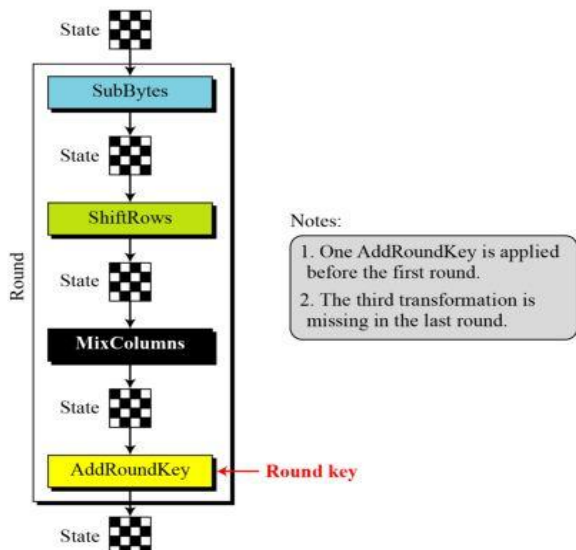 State
SubBytes
State
ShiftRows
State
Round
MixColumns
State
AddRoundKey
Round key
State
Notes:
1. One AddRoundKey is applied
before the first round.
2. The third transformation is
missing in the last round.